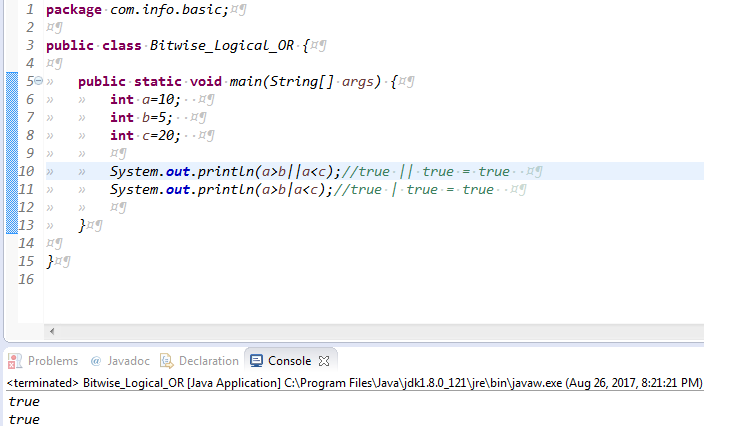 1 package com.info.basic;¤¶
2 ¤¶
3 public·class·Bitwise_Logical_OR·{¤¶
4 ¤¶
5 » public·static·void·main(String[]·args)·{¤¶
6 » » int·a=10;··¤¶
7 » » int·b=5;··¤¶
8 » » int·c=20;··¤¶
9 » » ¤¶
10 » » System.out.println(a>b||a<c);//true·||·true·=·true··¤¶
11 » » System.out.println(a>b|a<c);//true·|·true·=·true··¤¶
12 » » ¤¶
13 » }¤¶
14 ¤¶
15 }¤¶
16
Problems @ Javadoc Declaration Console
<terminated> Bitwise_Logical_OR [Java Application] C:\Program Files\Java\jdk1.8.0_121\jre\bin\javaw.exe (Aug 26, 2017, 8:21:21 PM)
true
true